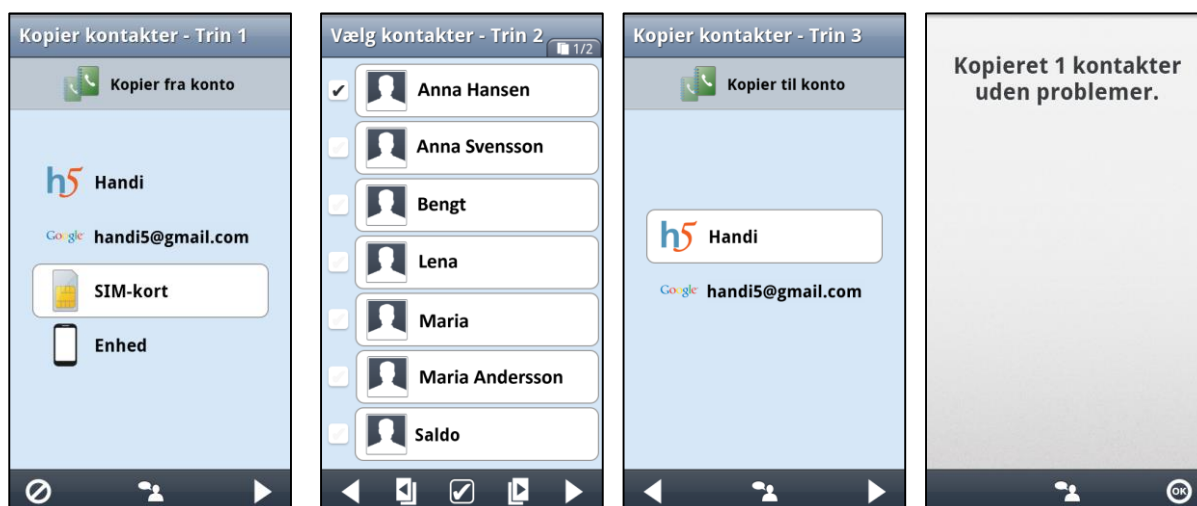 Kopier kontakter - Trin 1
Kopier fra konto
h5 Handi
Google handi5@gmail.com
SIM-kort
Enhed
Vælg kontakter - Trin 2
1/2
Anna Hansen
Anna Svensson
Bengt
Lena
Maria
Maria Andersson
Saldo
Kopier kontakter - Trin 3
Kopier til konto
h5 Handi
Google handi5@gmail.com
Kopieret 1 kontakter
uden problemer.
OK